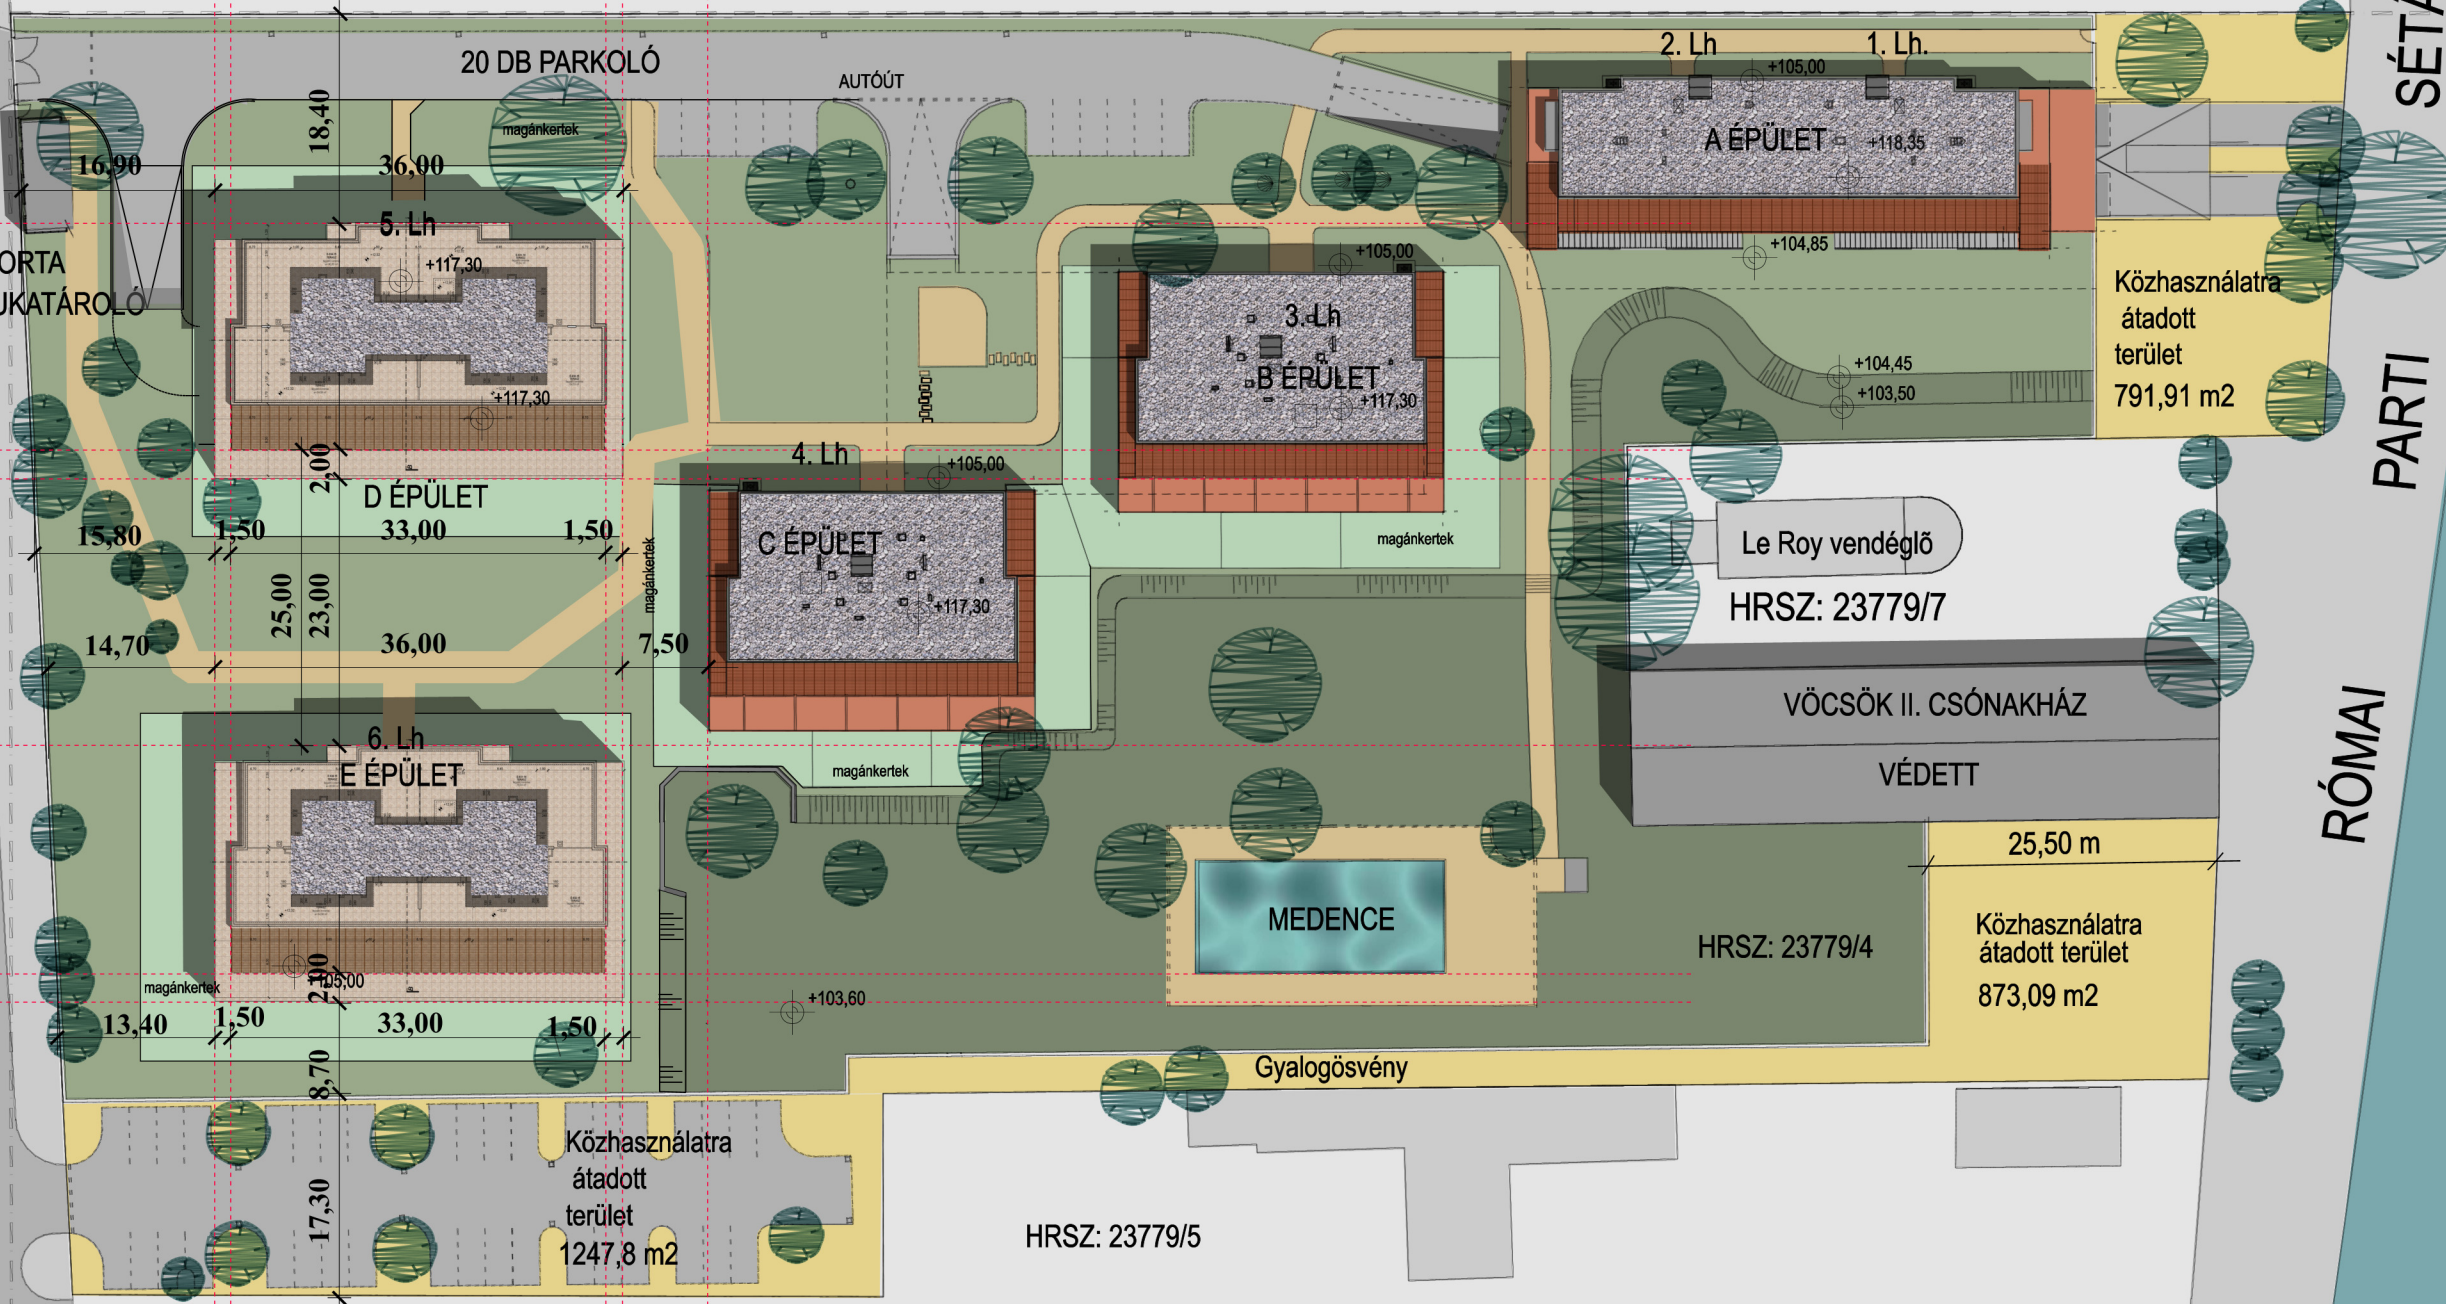 SÉTÁ
20 DB PARKOLÓ
AUTÓÚT
2. Lh
1. Lh.
+105,00
A ÉPÜLET
+118,35
+104,85
18,40
magánkertek
16,90
36,00
5. Lh
+117,30
+117,30
ORTA
UKATÁROLÓ
+105,00
3. Lh
B ÉPÜLET
+117,30
magánkertek
Közhasználatra
átadott
terület
791,91 m2
+104,45
+103,50
PARTI
RÓMAI
4. Lh
+105,00
C ÉPÜLET
+117,30
magánkertek
magánkertek
2,00
D ÉPÜLET
15,80
1,50
33,00
1,50
25,00
23,00
14,70
36,00
7,50
Le Roy vendéglő
HRSZ: 23779/7
VÖCSÖK II. CSÓNAKHÁZ
VÉDETT
6. Lh
E ÉPÜLET
25,50 m
MEDENCE
HRSZ: 23779/4
Közhasználatra
átadott terület
873,09 m2
magánkertek
2,00
+105,00
+103,60
13,40
1,50
33,00
1,50
8,70
Gyalogösvény
Közhasználatra
átadott
terület
1247,8 m2
17,30
HRSZ: 23779/5